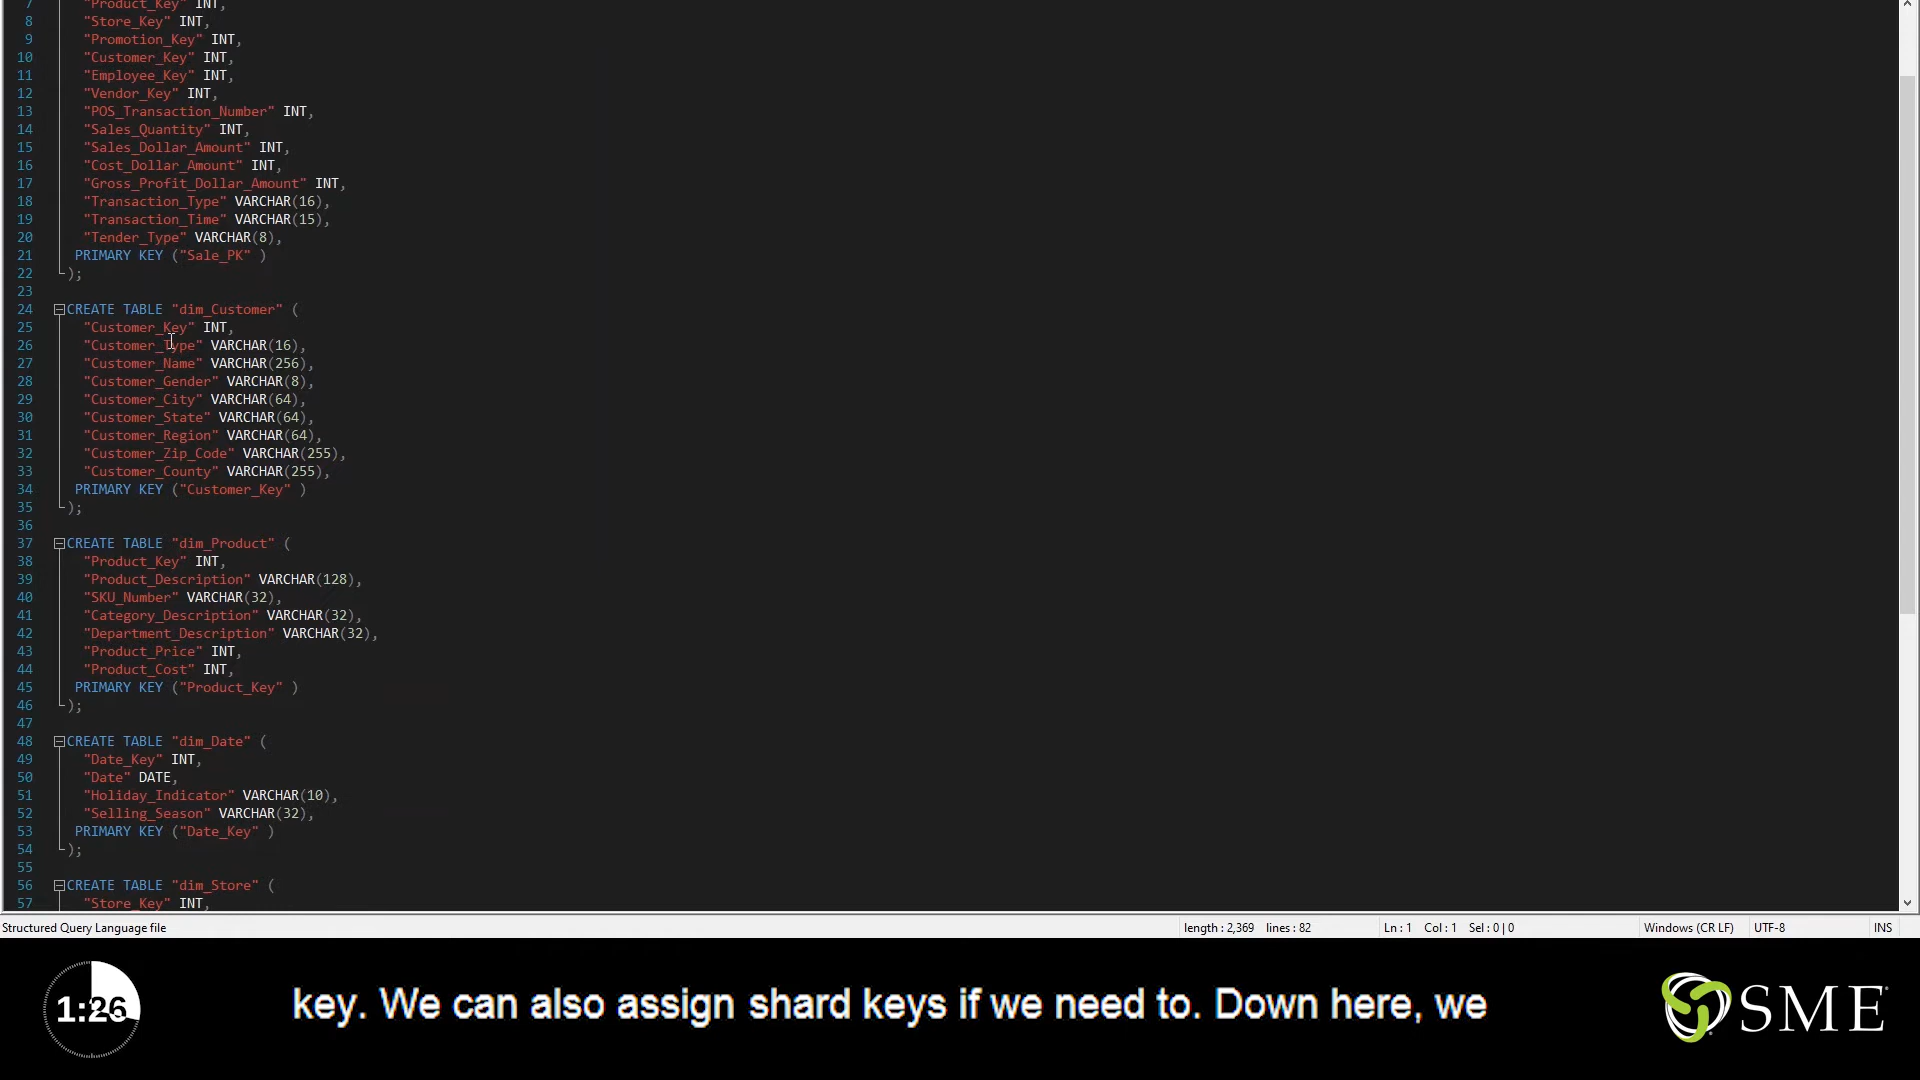 7 "Product_Key" INT,
8 "Store_Key" INT,
9 "Promotion_Key" INT,
10 "Customer_Key" INT,
11 "Employee_Key" INT,
12 "Vendor_Key" INT,
13 "POS_Transaction_Number" INT,
14 "Sales_Quantity" INT,
15 "Sales_Dollar_Amount" INT,
16 "Cost_Dollar_Amount" INT,
17 "Gross_Profit_Dollar_Amount" INT,
18 "Transaction_Type" VARCHAR(16),
19 "Transaction_Time" VARCHAR(15),
20 "Tender_Type" VARCHAR(8),
21 PRIMARY KEY ("Sale_PK" )
22 );
23
24 CREATE TABLE "dim_Customer" (
25 "Customer_Key" INT,
26 "Customer_Type" VARCHAR(16),
27 "Customer_Name" VARCHAR(256),
28 "Customer_Gender" VARCHAR(8),
29 "Customer_City" VARCHAR(64),
30 "Customer_State" VARCHAR(64),
31 "Customer_Region" VARCHAR(64),
32 "Customer_Zip_Code" VARCHAR(255),
33 "Customer_County" VARCHAR(255),
34 PRIMARY KEY ("Customer_Key" )
35 );
36
37 CREATE TABLE "dim_Product" (
38 "Product_Key" INT,
39 "Product_Description" VARCHAR(128),
40 "SKU_Number" VARCHAR(32),
41 "Category_Description" VARCHAR(32),
42 "Department_Description" VARCHAR(32),
43 "Product_Price" INT,
44 "Product_Cost" INT,
45 PRIMARY KEY ("Product_Key" )
46 );
47
48 CREATE TABLE "dim_Date" (
49 "Date_Key" INT,
50 "Date" DATE,
51 "Holiday_Indicator" VARCHAR(10),
52 "Selling_Season" VARCHAR(32),
53 PRIMARY KEY ("Date_Key" )
54 );
55
56 CREATE TABLE "dim_Store" (
57 "Store_Key" INT,
Structured Query Language file length : 2,369 lines : 82 Ln : 1 Col : 1 Sel : 0 | 0 Windows (CR LF) UTF-8 INS
1:26
key. We can also assign shard keys if we need to. Down here, we
SME